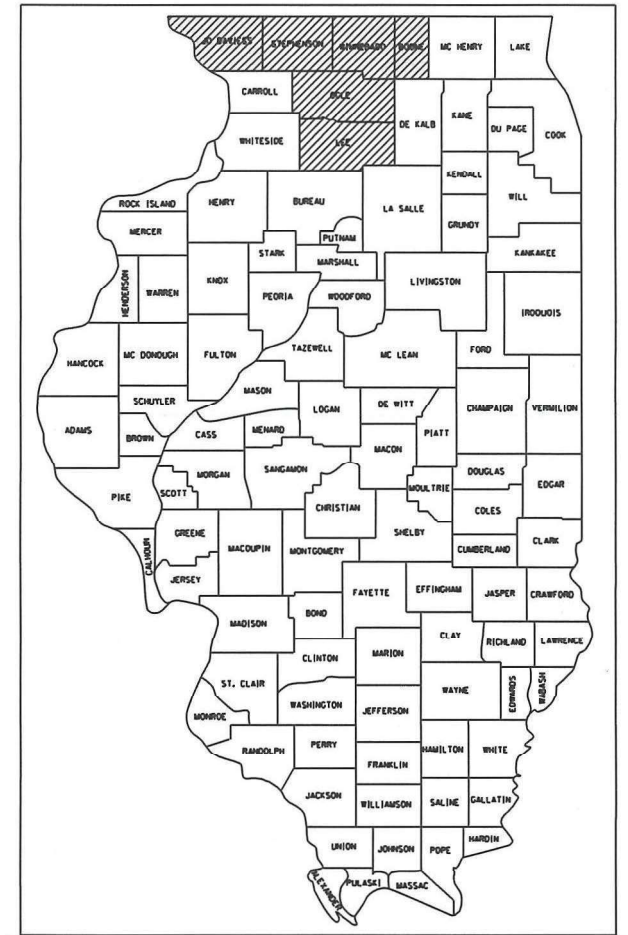 JO DAVIESS
STEPHENSON
WINNEBAGO
BOONE
MC HENRY
LAKE
CARROLL
OGLE
DE KALB
KANE
DU PAGE
COOK
WHITESIDE
LEE
KENDALL
WILL
ROCK ISLAND
HENRY
BUREAU
LA SALLE
GRUNDY
MERCER
PUTNAM
KANKAKEE
STARK
MARSHALL
HENDERSON
WARREN
KNOX
PEORIA
WOODFORD
LIVINGSTON
IROQUOIS
HANCOCK
MC DONOUGH
FULTON
TAZEWELL
MC LEAN
FORD
MASON
SCHUYLER
LOGAN
DE WITT
CHAMPAIGN
VERMILION
ADAMS
BROWN
CASS
MENARD
MACON
PIATT
PIKE
SCOTT
MORGAN
SANGAMON
CHRISTIAN
MOULTRIE
DOUGLAS
EDGAR
COLES
CALHOUN
GREENE
MACOUPIN
MONTGOMERY
SHELBY
CUMBERLAND
CLARK
JERSEY
FAYETTE
EFFINGHAM
JASPER
CRAWFORD
MADISON
BOND
CLAY
RICHLAND
LAWRENCE
CLINTON
MARION
ST. CLAIR
WAYNE
EDWARDS
WABASH
MONROE
WASHINGTON
JEFFERSON
RANDOLPH
PERRY
HAMILTON
WHITE
FRANKLIN
JACKSON
WILLIAMSON
SALINE
GALLATIN
UNION
JOHNSON
POPE
HARDIN
ALEXANDER
PULASKI
MASSAC